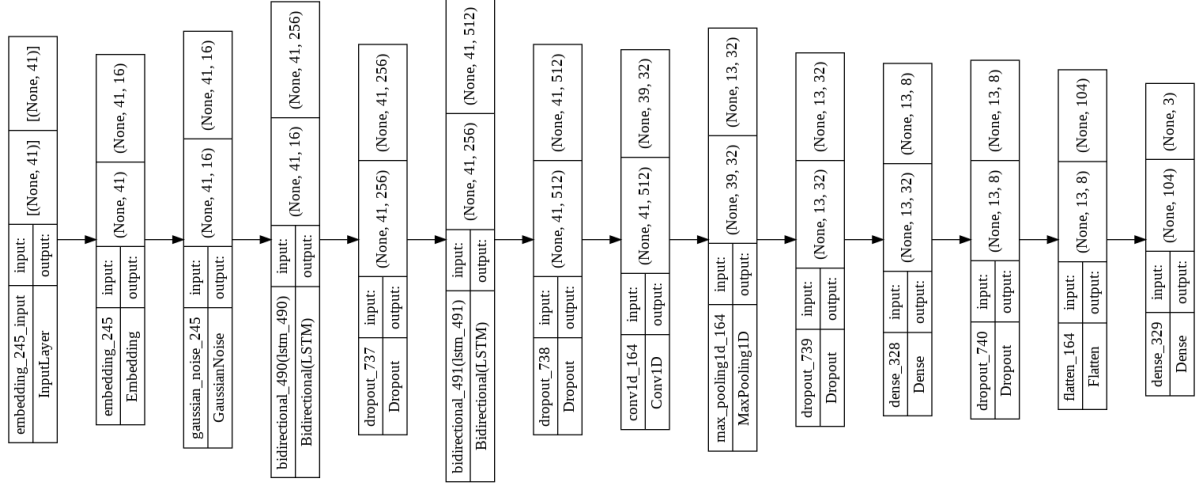 embedding_245_input
InputLayer
input:
output:
[(None, 41)]
[(None, 41)]
embedding_245
Embedding
input:
output:
(None, 41)
(None, 41, 16)
gaussian_noise_245
GaussianNoise
input:
output:
(None, 41, 16)
(None, 41, 16)
bidirectional_490(lstm_490)
Bidirectional(LSTM)
input:
output:
(None, 41, 16)
(None, 41, 256)
dropout_737
Dropout
input:
output:
(None, 41, 256)
(None, 41, 256)
bidirectional_491(lstm_491)
Bidirectional(LSTM)
input:
output:
(None, 41, 256)
(None, 41, 512)
dropout_738
Dropout
input:
output:
(None, 41, 512)
(None, 41, 512)
conv1d_164
Conv1D
input:
output:
(None, 41, 512)
(None, 39, 32)
max_pooling1d_164
MaxPooling1D
input:
output:
(None, 39, 32)
(None, 13, 32)
dropout_739
Dropout
input:
output:
(None, 13, 32)
(None, 13, 32)
dense_328
Dense
input:
output:
(None, 13, 32)
(None, 13, 8)
dropout_740
Dropout
input:
output:
(None, 13, 8)
(None, 13, 8)
flatten_164
Flatten
input:
output:
(None, 13, 8)
(None, 104)
dense_329
Dense
input:
output:
(None, 104)
(None, 3)